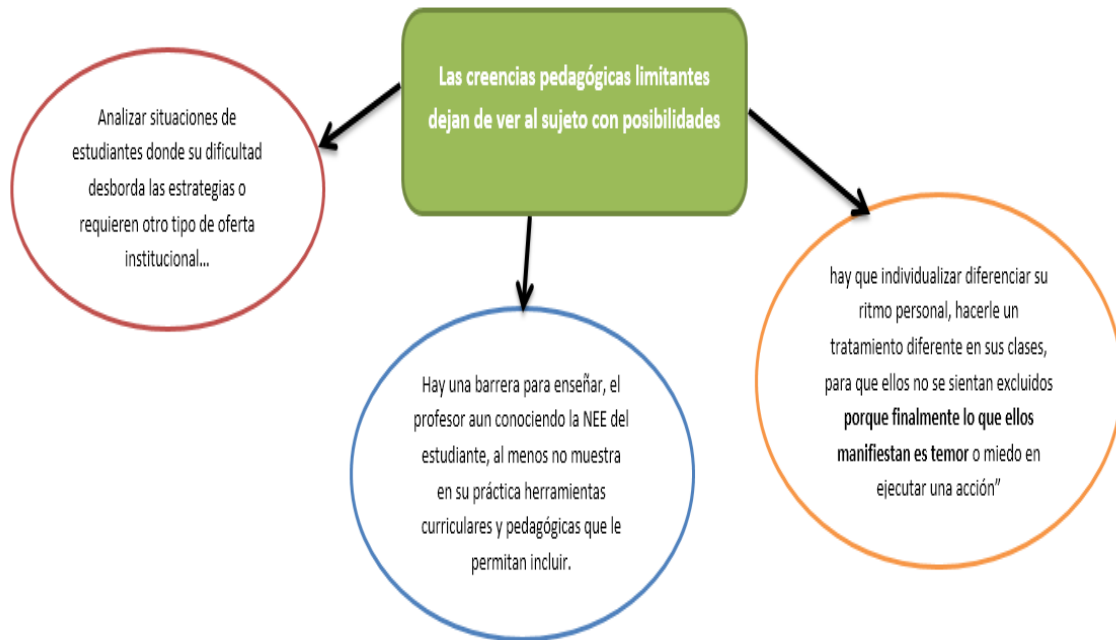 Las creencias pedagógicas limitantes
dejan de ver al sujeto con posibilidades
Analizar situaciones de
estudiantes donde su dificultad
desborda las estrategias o
requieren otro tipo de oferta
institucional...
Hay una barrera para enseñar, el
profesor aun conociendo la NEE del
estudiante, al menos no muestra
en su práctica herramientas
curriculares y pedagógicas que le
permitan incluir.
hay que individualizar diferenciar su
ritmo personal, hacerle un
tratamiento diferente en sus clases,
para que ellos no se sientan excluidos
porque finalmente lo que ellos
manifiestan es temor o miedo en
ejecutar una acción”